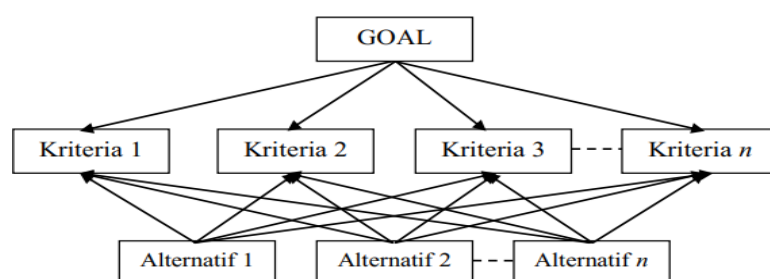 GOAL
Kriteria 1
Kriteria 2
Kriteria 3
Kriteria n
Alternatif 1
Alternatif 2
Alternatif n